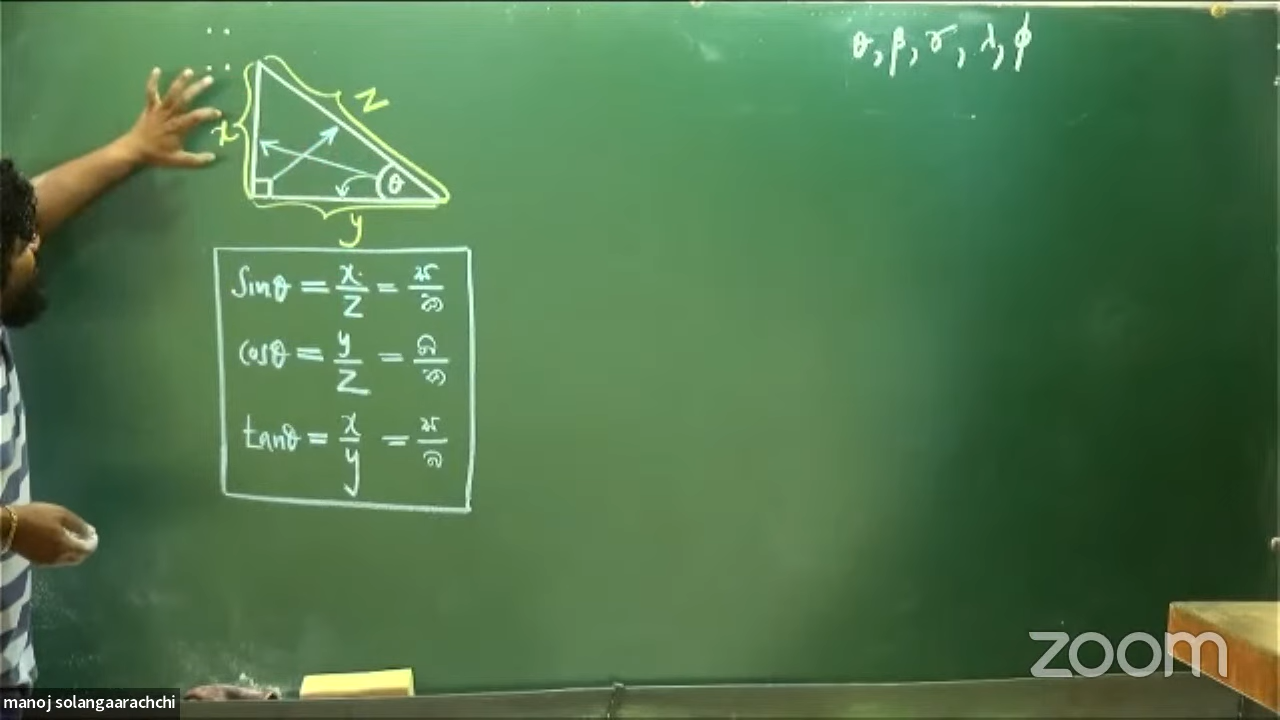 θ, β, γ, λ, φ
x
z
θ
y
Sinθ = x/z = ස/ක
Cosθ = y/z = බ/ක
tanθ = x/y = ස/බ
zoom
manoj solangaarachchi